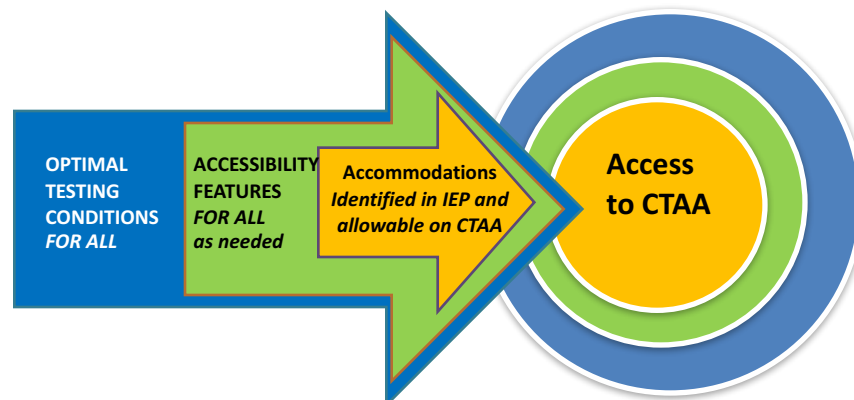 OPTIMAL
TESTING
CONDITIONS
FOR ALL
ACCESSIBILITY
FEATURES
FOR ALL
as needed
Accommodations
Identified in IEP and
allowable on CTAA
Access
to CTAA